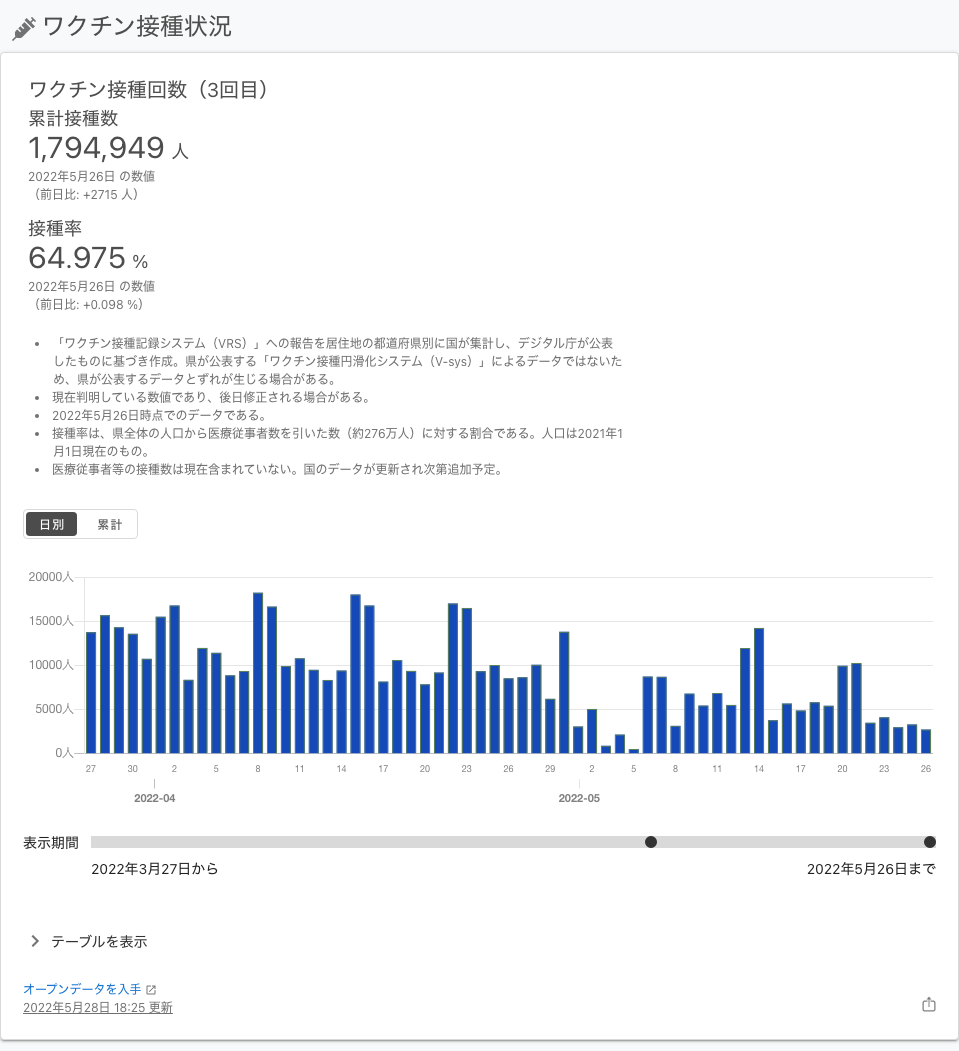 ワクチン接種状況
ワクチン接種回数（3回目）
累計接種数
1,794,949 人
2022年5月26日 の数値
（前日比: +2715 人）
接種率
64.975 %
2022年5月26日 の数値
（前日比: +0.098 %）
• 「ワクチン接種記録システム（VRS）」への報告を居住地の都道府県別に国が集計し、デジタル庁が公表
したものに基づき作成。県が公表する「ワクチン接種円滑化システム（V-sys）」によるデータではないた
め、県が公表するデータとずれが生じる場合がある。
• 現在判明している数値であり、後日修正される場合がある。
• 2022年5月26日時点でのデータである。
• 接種率は、県全体の人口から医療従事者数を引いた数（約276万人）に対する割合である。人口は2021年1
月1日現在のもの。
• 医療従事者等の接種数は現在含まれていない。国のデータが更新され次第追加予定。
日別 累計
20000人
15000人
10000人
5000人
0人
27 30 2 5 8 11 14 17 20 23 26 29 2 5 8 11 14 17 20 23 26
2022-04 2022-05
表示期間
2022年3月27日から 2022年5月26日まで
テーブルを表示
オープンデータを入手
2022年5月28日 18:25 更新